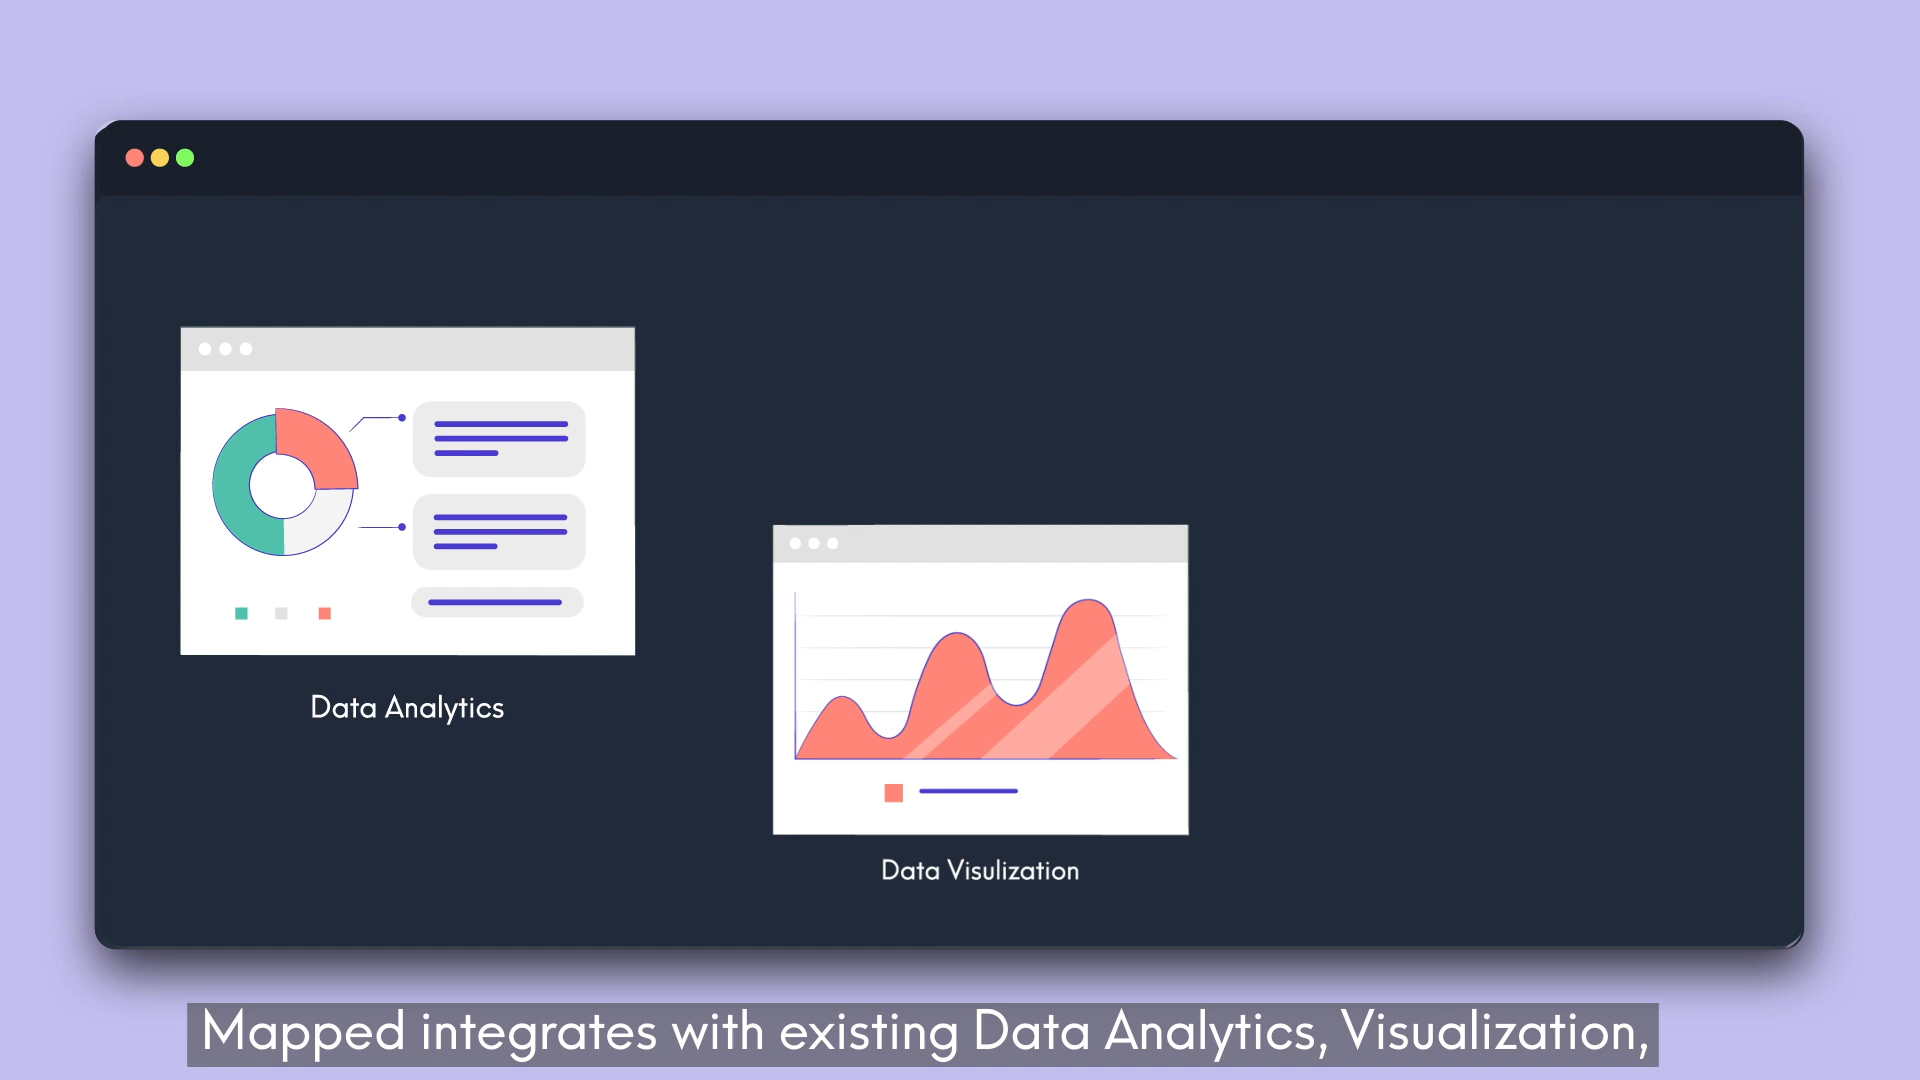 Data Analytics
Data Visulization
Mapped integrates with existing Data Analytics, Visualization,